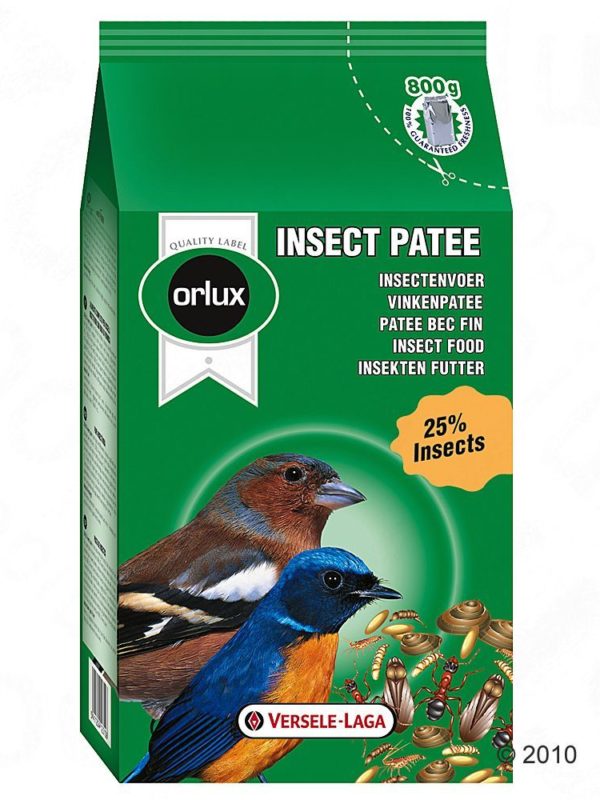 800g
100% GUARANTEED FRESHNESS
QUALITY LABEL
orlux
INSECT PATEE
INSECTENVOER
VINKENPATEE
PATEE BEC FIN
INSECT FOOD
INSEKTEN FUTTER
25%
Insects
VERSELE-LAGA
© 2010